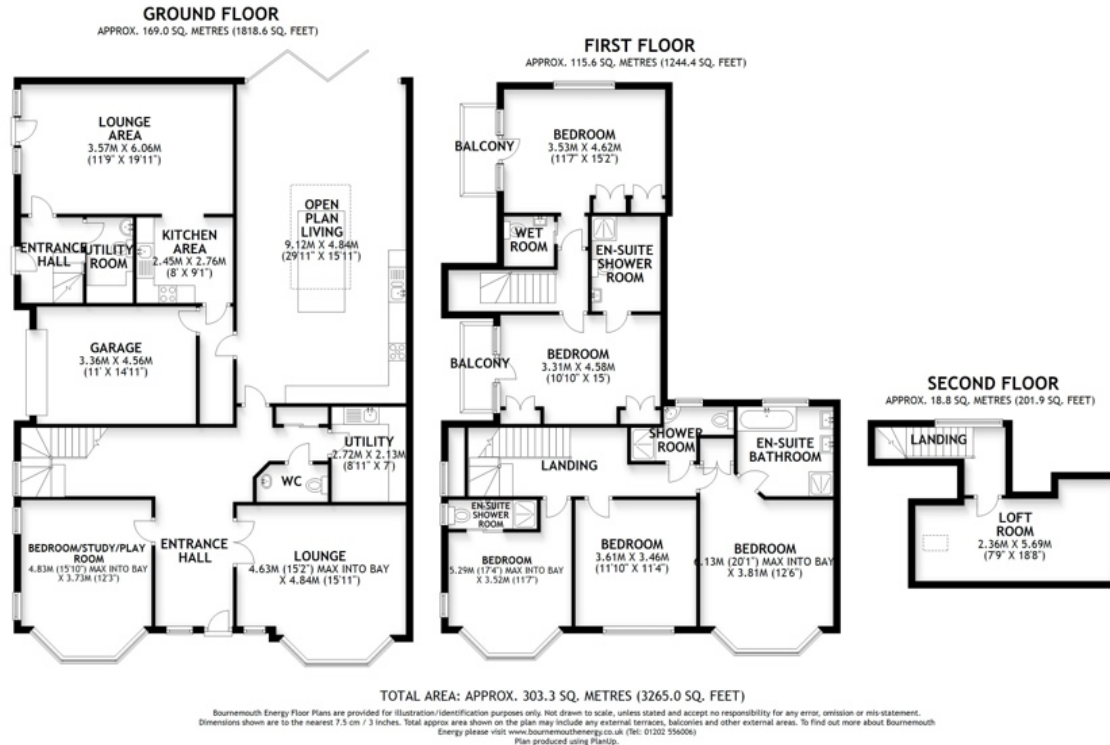 GROUND FLOOR
APPROX. 169.0 SQ. METRES (1818.6 SQ. FEET)
LOUNGE
AREA
3.57M X 6.06M
(11'9" X 19'11")
ENTRANCE
HALL
UTILITY
ROOM
KITCHEN
AREA
2.45M X 2.76M
(8' X 9'1")
OPEN
PLAN
LIVING
9.12M X 4.84M
(29'11" X 15'11")
GARAGE
3.36M X 4.56M
(11' X 14'11")
UTILITY
2.72M X 2.13M
(8'11" X 7')
WC
BEDROOM/STUDY/PLAY
ROOM
4.83M (15'10") MAX INTO BAY
X 3.73M (12'3")
ENTRANCE
HALL
LOUNGE
4.63M (15'2") MAX INTO BAY
X 4.84M (15'11")
FIRST FLOOR
APPROX. 115.6 SQ. METRES (1244.4 SQ. FEET)
BALCONY
BEDROOM
3.53M X 4.62M
(11'7" X 15'2")
WET
ROOM
EN-SUITE
SHOWER
ROOM
BALCONY
BEDROOM
3.31M X 4.58M
(10'10" X 15')
SHOWER
ROOM
EN-SUITE
BATHROOM
LANDING
EN-SUITE
SHOWER
ROOM
BEDROOM
5.29M (17'4") MAX INTO BAY
X 3.52M (11'7")
BEDROOM
3.61M X 3.46M
(11'10" X 11'4")
BEDROOM
6.13M (20'1") MAX INTO BAY
X 3.81M (12'6")
SECOND FLOOR
APPROX. 18.8 SQ. METRES (201.9 SQ. FEET)
LANDING
LOFT
ROOM
2.36M X 5.69M
(7'9" X 18'8")
TOTAL AREA: APPROX. 303.3 SQ. METRES (3265.0 SQ. FEET)
Bournemouth Energy Floor Plans are provided for illustration/identification purposes only. Not drawn to scale, unless stated and accept no responsibility for any error, omission or mis-statement.
Dimensions shown are to the nearest 7.5 cm / 3 inches. Total approx area shown on the plan may include any external terraces, balconies and other external areas. To find out more about Bournemouth
Energy please visit www.bournemouthenergy.co.uk (Tel: 01202 556006)
Plan produced using PlanUp.